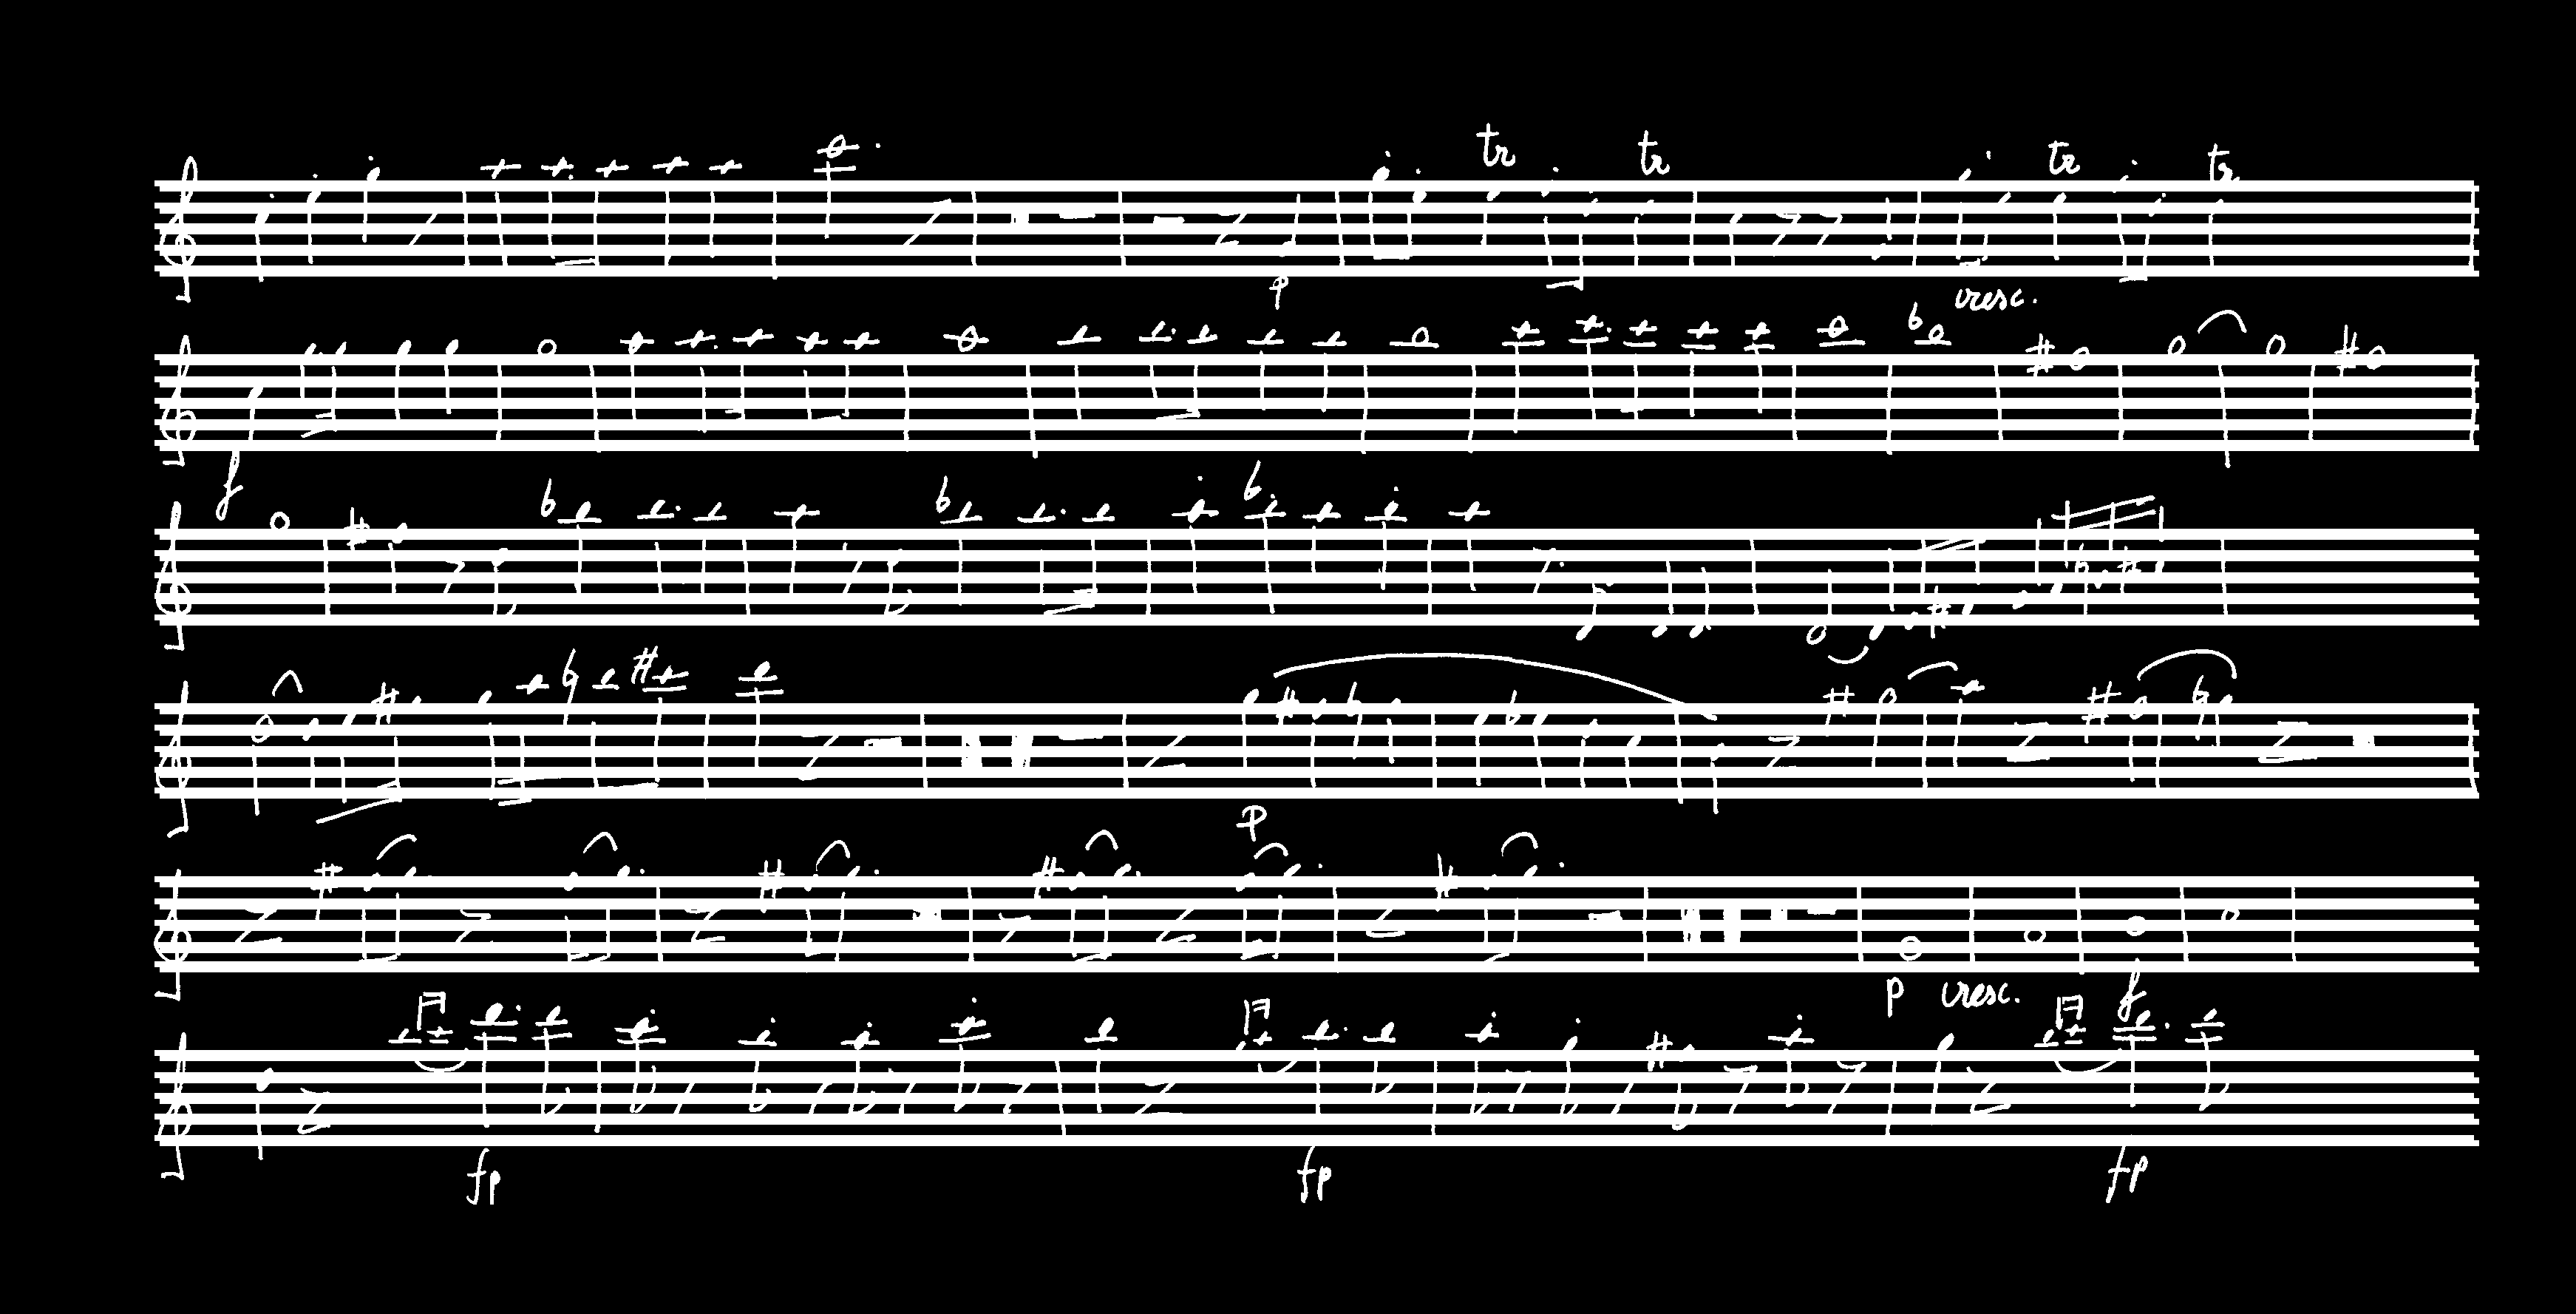 tr tr tr tr
p cresc.
f
p
p cresc. f
fp fp fp